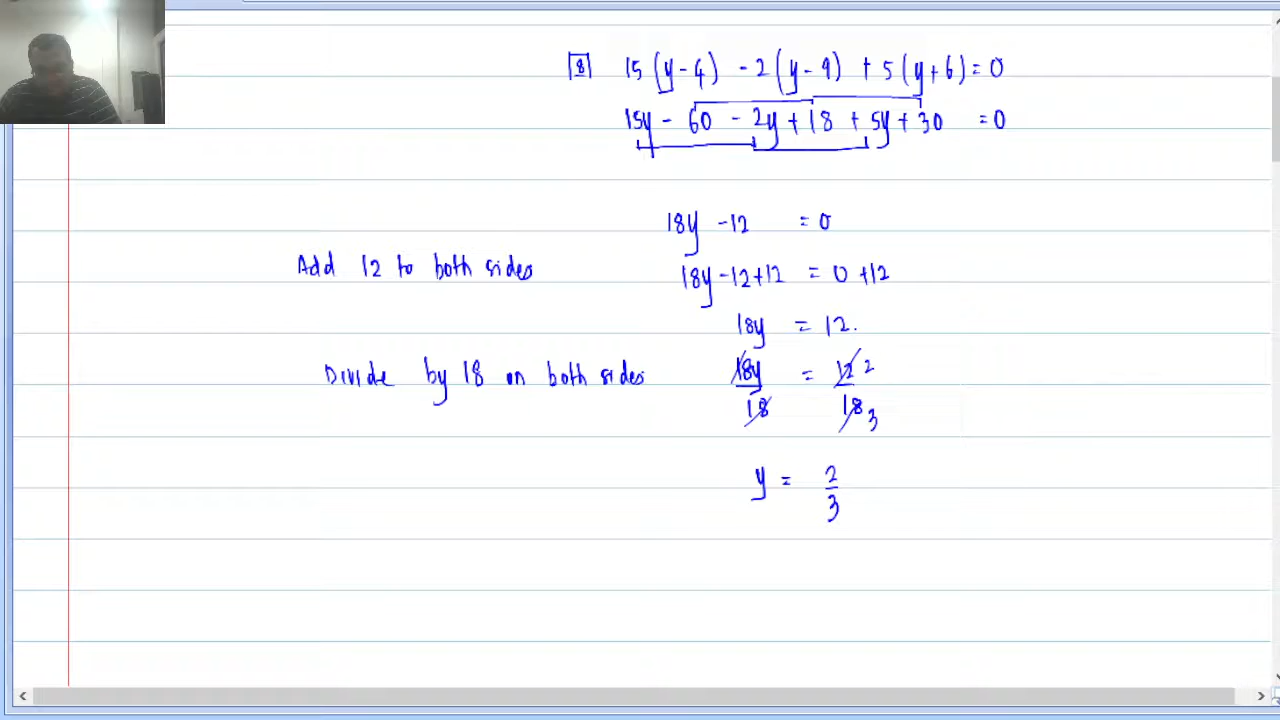 8 15(y-4) -2(y-9) +5(y+6)=0
15y - 60 - 2y + 18 + 5y + 30 = 0
18y - 12 = 0
Add 12 to both sides 18y - 12 + 12 = 0 + 12
18y = 12.
Divide by 18 on both sides 18y/18 = 12/18 2 3
y = 2/3